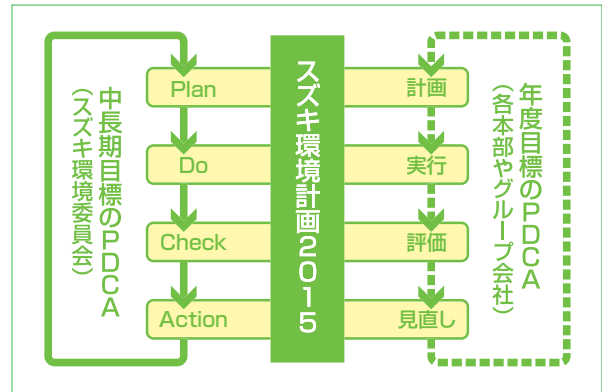 中長期目標のPDCA
(スズキ環境委員会)
Plan
Do
Check
Action
スズキ環境計画2015
計画
実行
評価
見直し
年度目標のPDCA
(各本部やグループ会社)